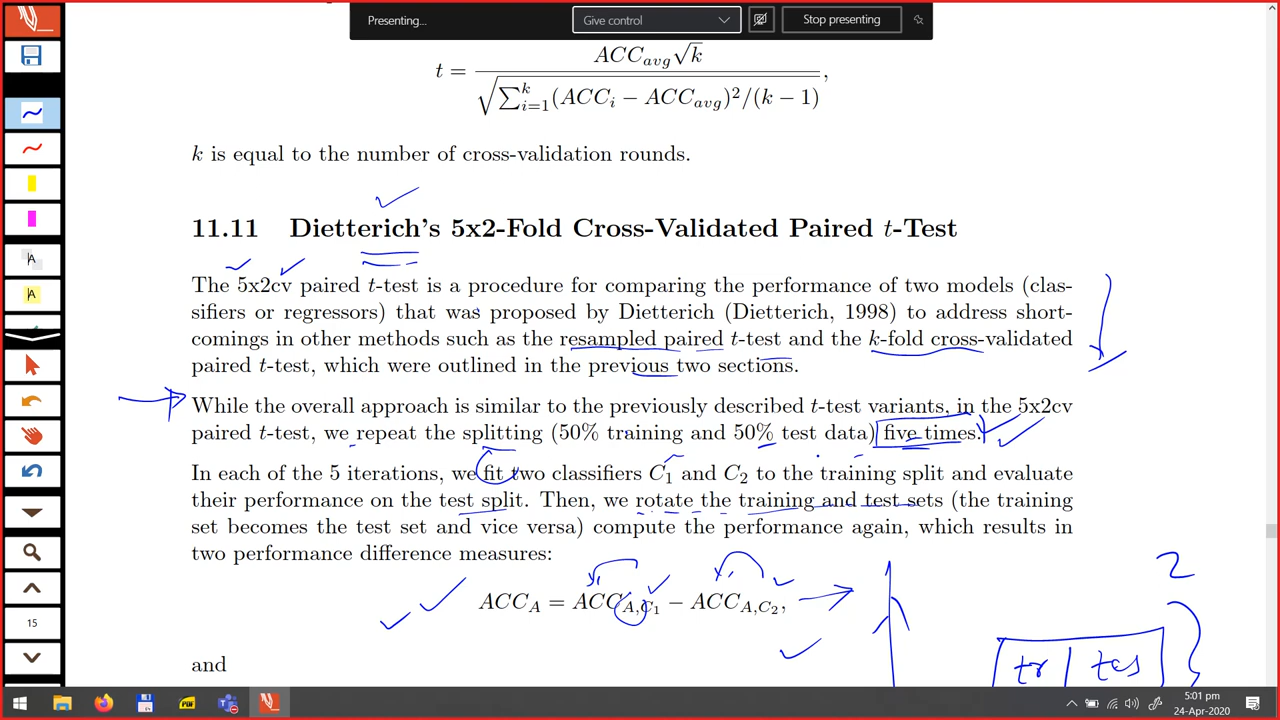 Presenting...
Give control
Stop presenting
t = ACC_avg √k / √(∑_{i=1}^{k} (ACC_i − ACC_avg)²/(k − 1)),
k is equal to the number of cross-validation rounds.
11.11 Dietterich's 5x2-Fold Cross-Validated Paired t-Test
The 5x2cv paired t-test is a procedure for comparing the performance of two models (clas-
sifiers or regressors) that was proposed by Dietterich (Dietterich, 1998) to address short-
comings in other methods such as the resampled paired t-test and the k-fold cross-validated
paired t-test, which were outlined in the previous two sections.
While the overall approach is similar to the previously described t-test variants, in the 5x2cv
paired t-test, we repeat the splitting (50% training and 50% test data) five times.
In each of the 5 iterations, we fit two classifiers C₁ and C₂ to the training split and evaluate
their performance on the test split. Then, we rotate the training and test sets (the training
set becomes the test set and vice versa) compute the performance again, which results in
two performance difference measures:
2
ACC_A = ACC_{A,C₁} − ACC_{A,C₂},
and
tr
A
A
15
PDF
5:01 pm
24-Apr-2020